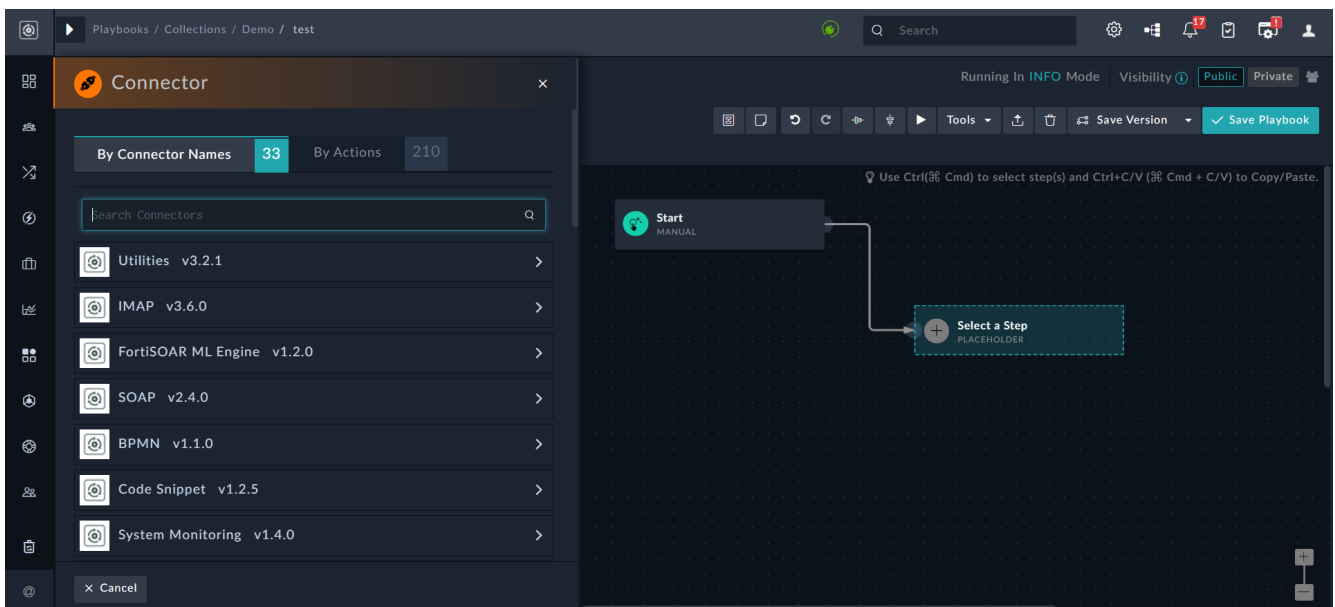 Playbooks / Collections / Demo / test
Search
17
!
Connector
×
Running In INFO Mode
Visibility
Public
Private
Tools
Save Version
Save Playbook
By Connector Names 33
By Actions 210
Use Ctrl(⌘ Cmd) to select step(s) and Ctrl+C/V (⌘ Cmd + C/V) to Copy/Paste.
Search Connectors
Start
MANUAL
Utilities v3.2.1
IMAP v3.6.0
FortiSOAR ML Engine v1.2.0
SOAP v2.4.0
BPMN v1.1.0
Code Snippet v1.2.5
System Monitoring v1.4.0
Select a Step
PLACEHOLDER
× Cancel
@